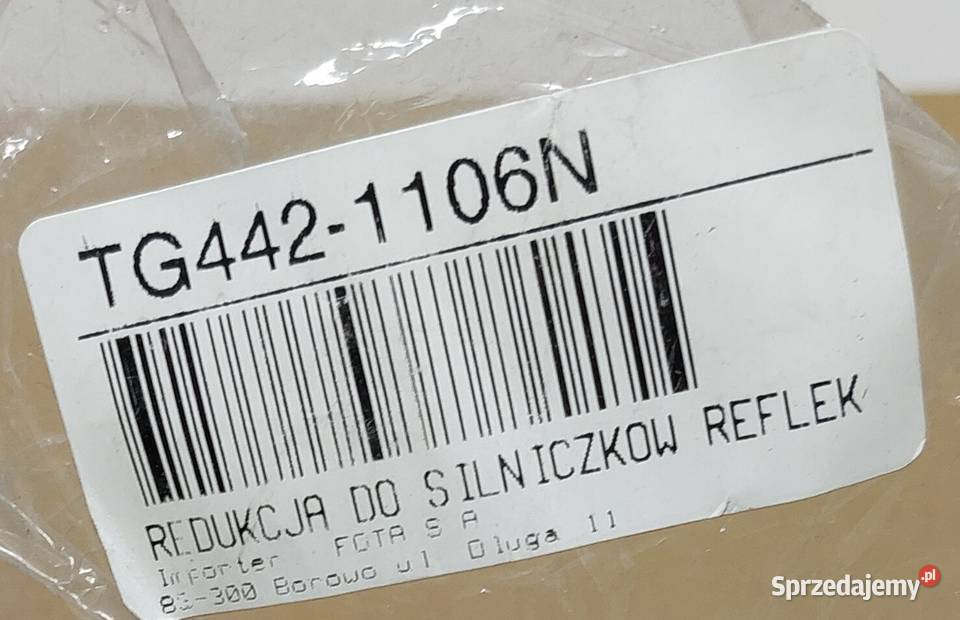 TG442-1106N
REDUKCJA DO SILNICZKOW REFLEK
Importer FOTA S A
83-300 Borowo ul Dluga 11
Sprzedajemy.pl